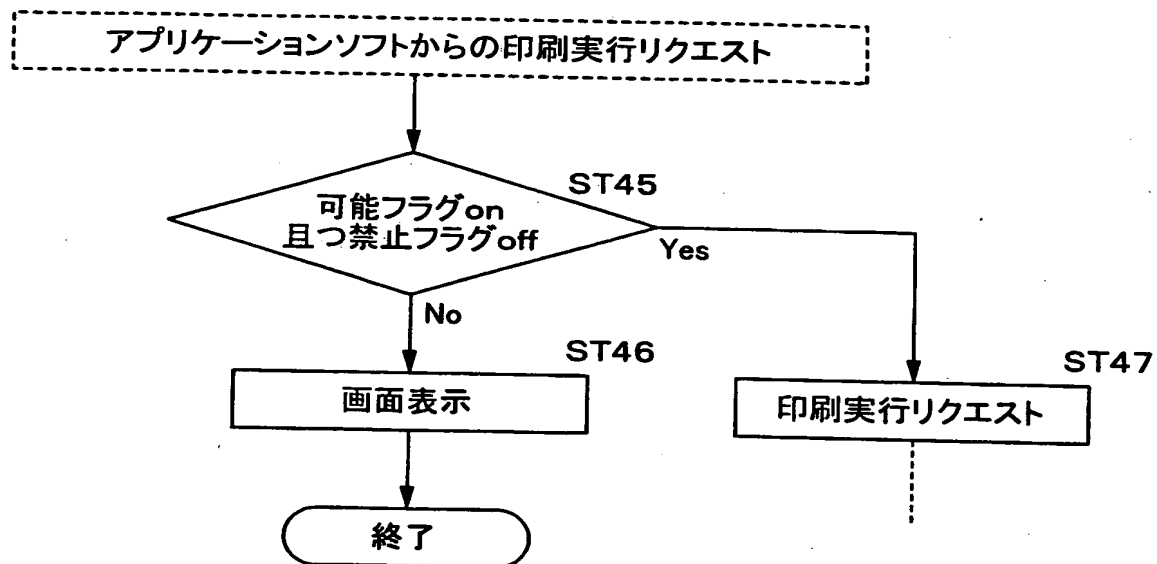 アプリケーションソフトからの印刷実行リクエスト
ST45
可能フラグon
且つ禁止フラグoff
Yes
No
ST46
画面表示
ST47
印刷実行リクエスト
終了